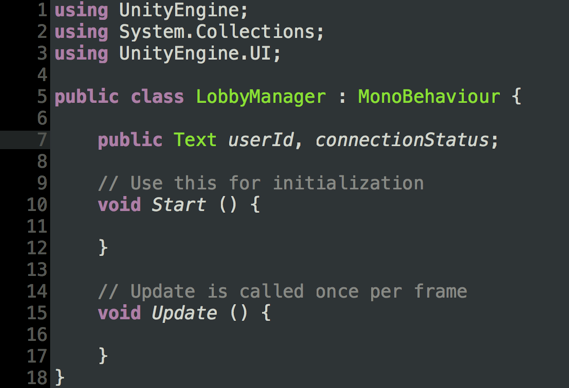 1 using UnityEngine;
2 using System.Collections;
3 using UnityEngine.UI;
4
5 public class LobbyManager : MonoBehaviour {
6
7     public Text userId, connectionStatus;
8
9     // Use this for initialization
10     void Start () {
11
12     }
13
14     // Update is called once per frame
15     void Update () {
16
17     }
18 }